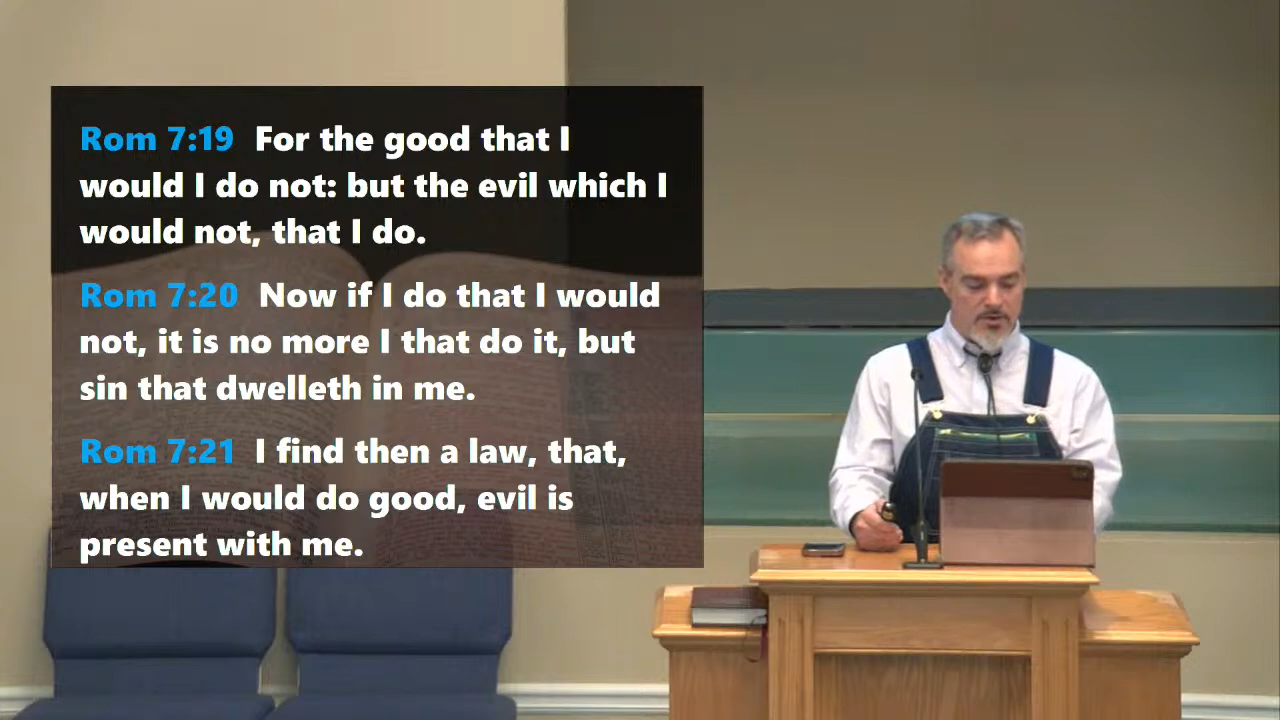 Rom 7:19 For the good that I
would I do not: but the evil which I
would not, that I do.
Rom 7:20 Now if I do that I would
not, it is no more I that do it, but
sin that dwelleth in me.
Rom 7:21 I find then a law, that,
when I would do good, evil is
present with me.